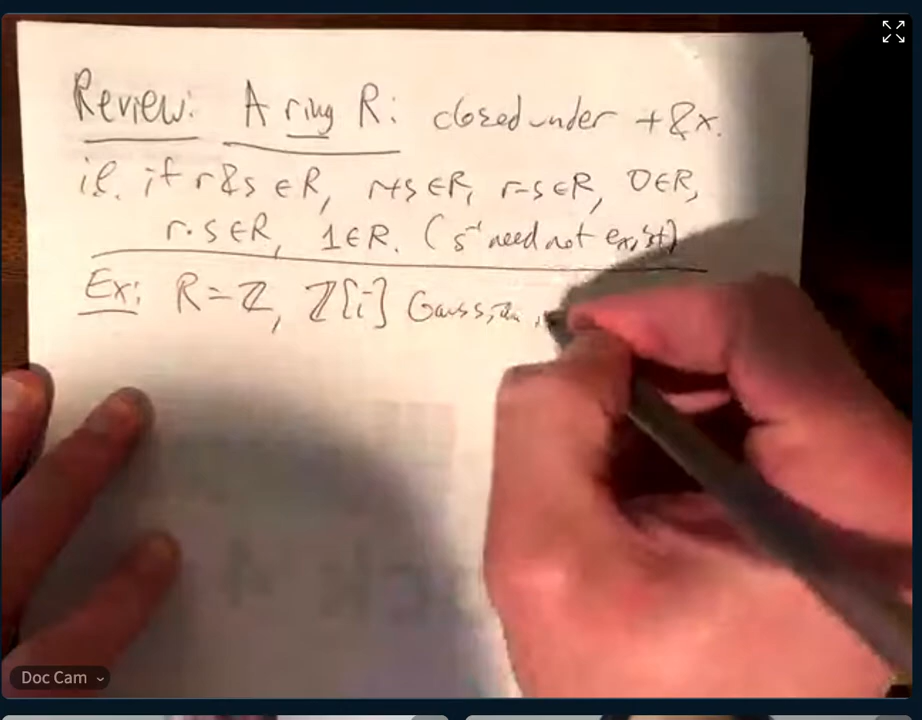 Review: A ring R: closed under + & x.
i.e. if r & s ∈ R, r+s ∈ R, r-s ∈ R, 0 ∈ R,
r·s ∈ R, 1 ∈ R. (s⁻¹ need not exist)
Ex: R = ℤ, ℤ[i] Gaussian
Doc Cam